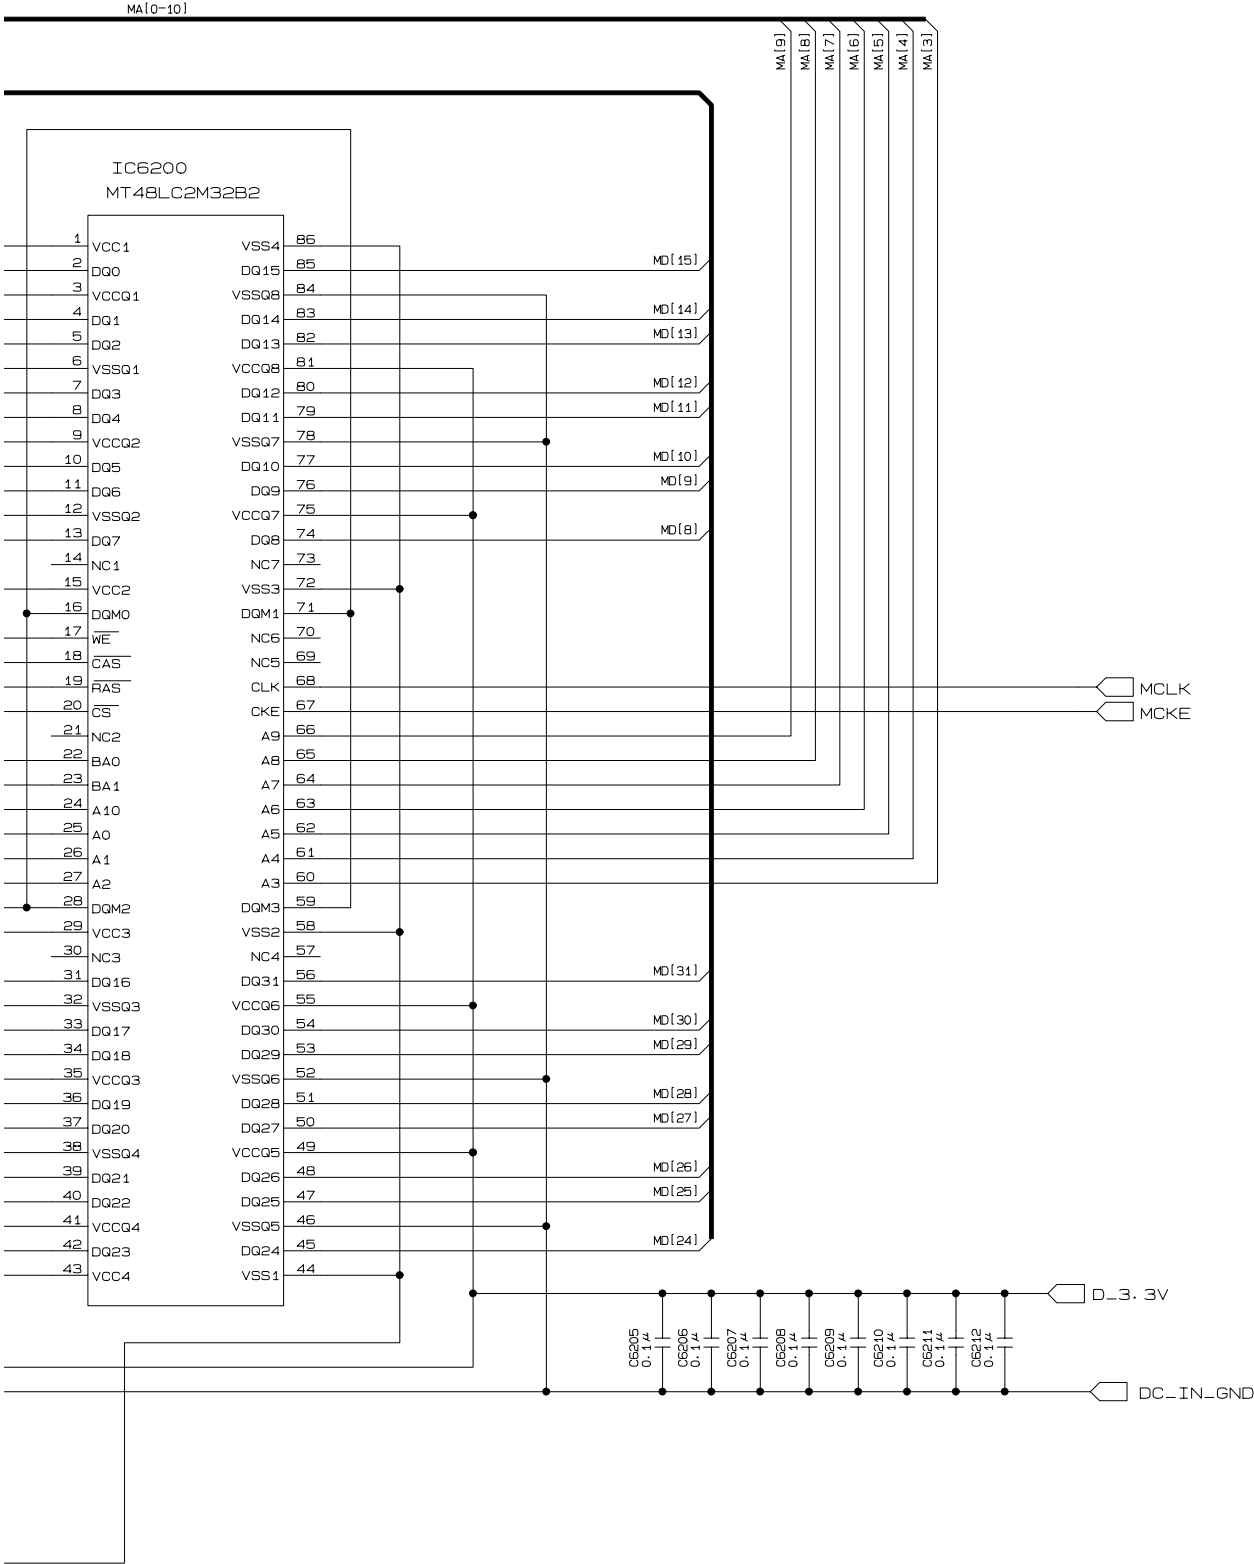 MA[0-10]
MA[9]
MA[8]
MA[7]
MA[6]
MA[5]
MA[4]
MA[3]
IC6200
MT48LC2M32B2
1 VCC1 VSS4 86
2 DQ0 DQ15 85 MD[15]
3 VCCQ1 VSSQ8 84
4 DQ1 DQ14 83 MD[14]
5 DQ2 DQ13 82 MD[13]
6 VSSQ1 VCCQ8 81
7 DQ3 DQ12 80 MD[12]
8 DQ4 DQ11 79 MD[11]
9 VCCQ2 VSSQ7 78
10 DQ5 DQ10 77 MD[10]
11 DQ6 DQ9 76 MD[9]
12 VSSQ2 VCCQ7 75
13 DQ7 DQ8 74 MD[8]
14 NC1 NC7 73
15 VCC2 VSS3 72
16 DQM0 DQM1 71
17 WE NC6 70
18 CAS NC5 69
19 RAS CLK 68 MCLK
20 CS CKE 67 MCKE
21 NC2 A9 66
22 BA0 A8 65
23 BA1 A7 64
24 A10 A6 63
25 A0 A5 62
26 A1 A4 61
27 A2 A3 60
28 DQM2 DQM3 59
29 VCC3 VSS2 58
30 NC3 NC4 57
31 DQ16 DQ31 56 MD[31]
32 VSSQ3 VCCQ6 55
33 DQ17 DQ30 54 MD[30]
34 DQ18 DQ29 53 MD[29]
35 VCCQ3 VSSQ6 52
36 DQ19 DQ28 51 MD[28]
37 DQ20 DQ27 50 MD[27]
38 VSSQ4 VCCQ5 49
39 DQ21 DQ26 48 MD[26]
40 DQ22 DQ25 47 MD[25]
41 VCCQ4 VSSQ5 46
42 DQ23 DQ24 45 MD[24]
43 VCC4 VSS1 44
D_3.3V
C6205
0.1μ
C6206
0.1μ
C6207
0.1μ
C6208
0.1μ
C6209
0.1μ
C6210
0.1μ
C6211
0.1μ
C6212
0.1μ
DC_IN_GND